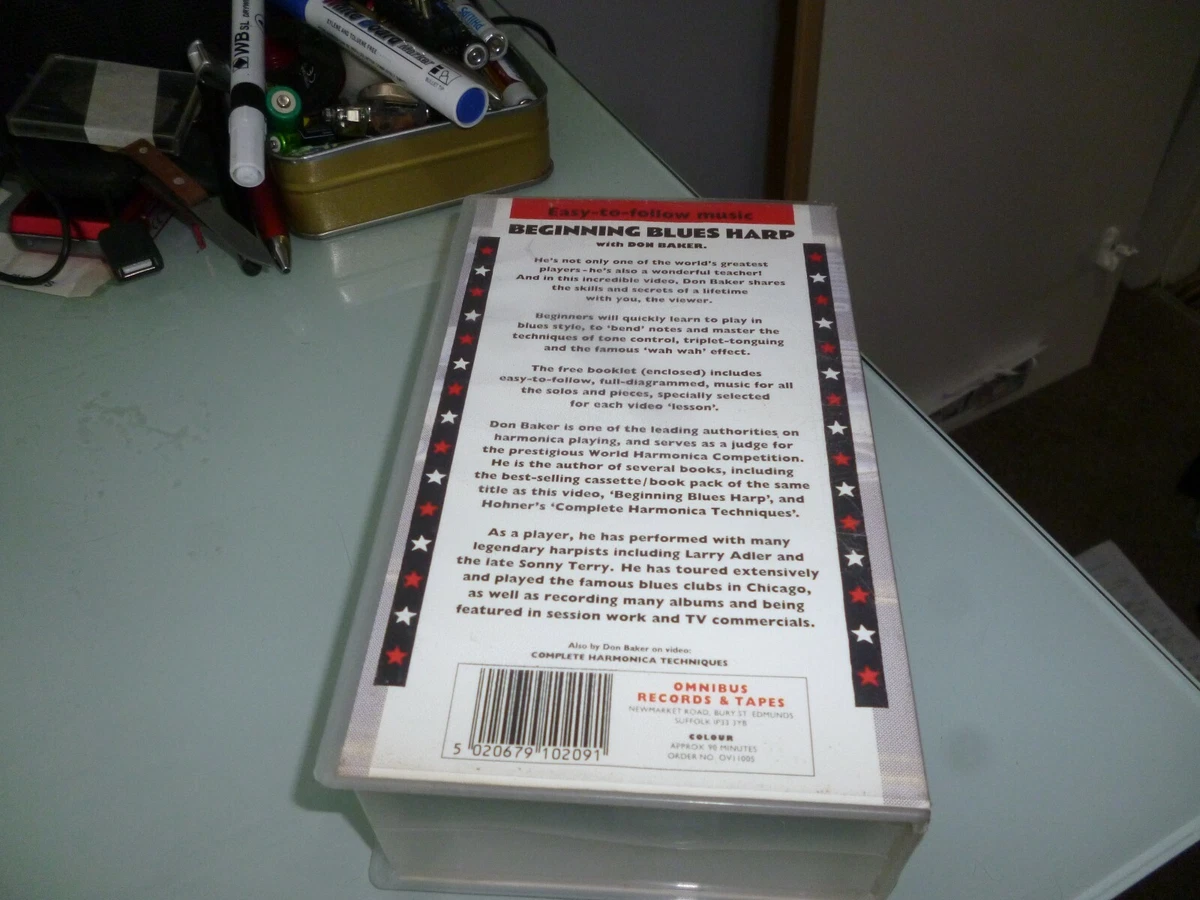 WB SL
XYLENE AND TOLUENE FREE
Easy-to-follow music
BEGINNING BLUES HARP
with DON BAKER.
He's not only one of the world's greatest
players-he's also a wonderful teacher!
And in this incredible video, Don Baker shares
the skills and secrets of a lifetime
with you, the viewer.
Beginners will quickly learn to play in
blues style, to 'bend' notes and master the
techniques of tone control, triplet-tonguing
and the famous 'wah wah' effect.
The free booklet (enclosed) includes
easy-to-follow, full-diagrammed, music for all
the solos and pieces, specially selected
for each video 'lesson'.
Don Baker is one of the leading authorities on
harmonica playing, and serves as a judge for
the prestigious World Harmonica Competition.
He is the author of several books, including
the best-selling cassette/book pack of the same
title as this video, 'Beginning Blues Harp', and
Hohner's 'Complete Harmonica Techniques'.
As a player, he has performed with many
legendary harpists including Larry Adler and
the late Sonny Terry. He has toured extensively
and played the famous blues clubs in Chicago,
as well as recording many albums and being
featured in session work and TV commercials.
Also by Don Baker on video:
COMPLETE HARMONICA TECHNIQUES
5 020679 102091
OMNIBUS
RECORDS & TAPES
NEWMARKET ROAD, BURY ST. EDMUNDS
SUFFOLK IP33 3YB
COLOUR
APPROX 90 MINUTES
ORDER NO. OV11005